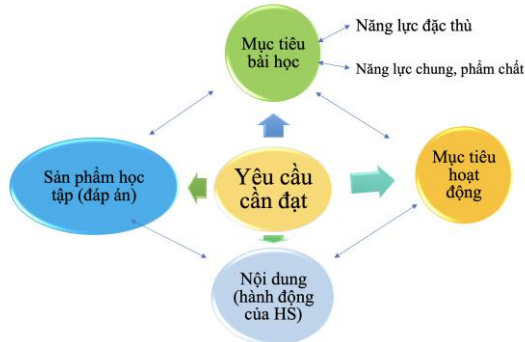 Mục tiêu
bài học
Năng lực đặc thù
Năng lực chung, phẩm chất
Sản phẩm học
tập (đáp án)
Yêu cầu
cần đạt
Mục tiêu
hoạt
động
Nội dung
(hành động
của HS)